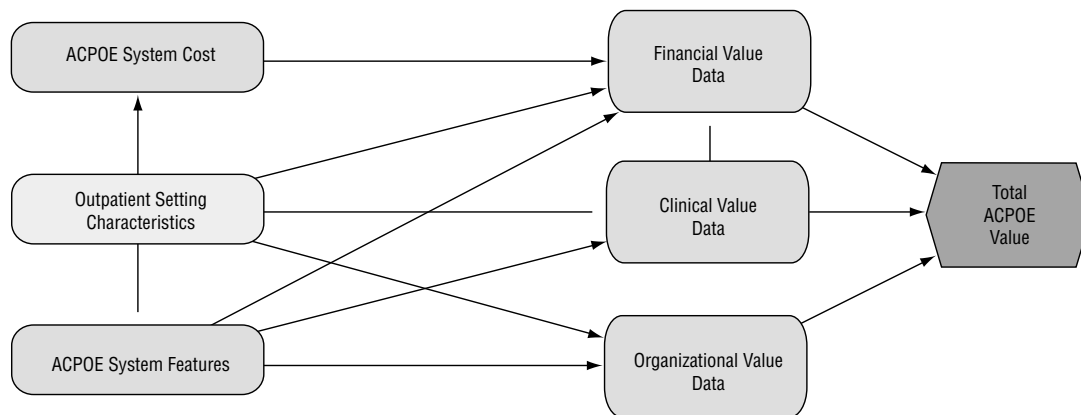 ACPOE System Cost
Financial Value
Data
Outpatient Setting
Characteristics
Clinical Value
Data
Total
ACPOE
Value
ACPOE System Features
Organizational Value
Data